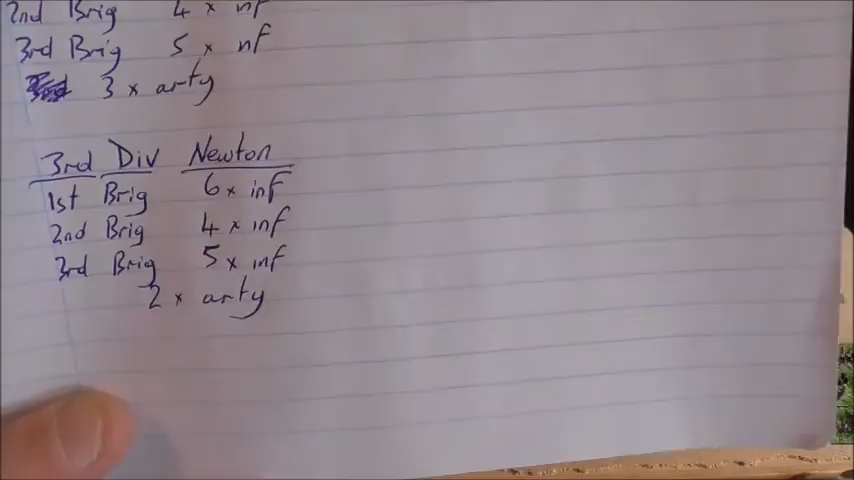 2nd Brig 4 x inf
3rd Brig 5 x inf
3 x arty
3rd Div Newton
1st Brig 6 x inf
2nd Brig 4 x inf
3rd Brig 5 x inf
2 x arty